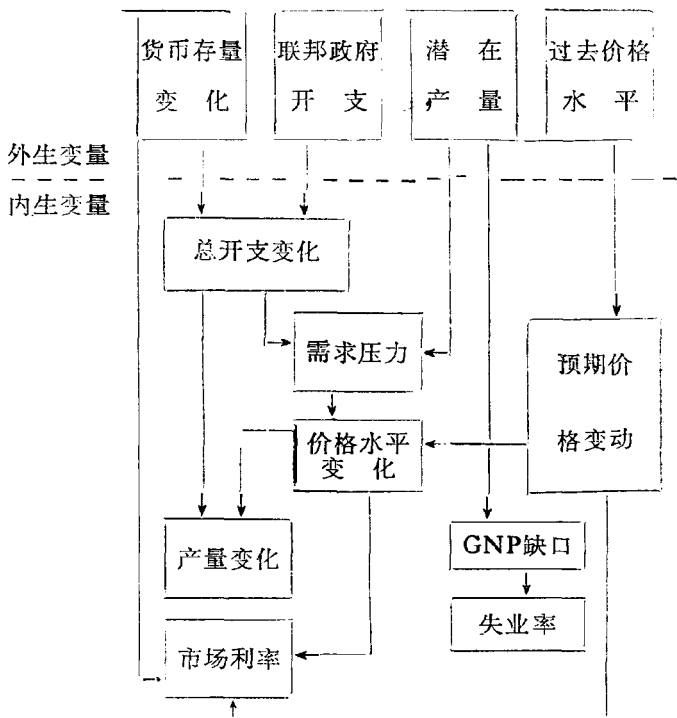 货币存量
变 化
联邦政府
开 支
潜 在
产 量
过去价格
水 平
外生变量
内生变量
总开支变化
需求压力
预期价
格变动
价格水平
变 化
产量变化
GNP缺口
失业率
市场利率